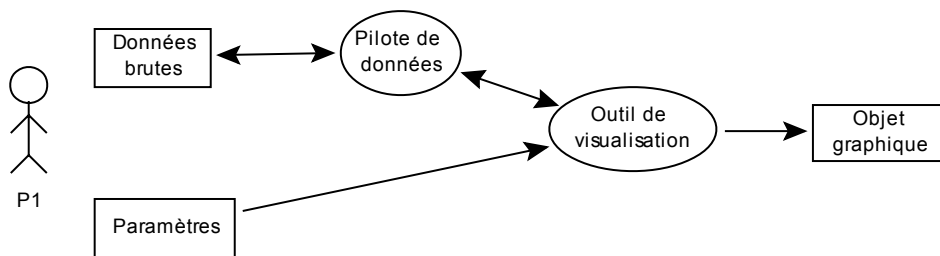 Données
brutes
Pilote de
données
Outil de
visualisation
Objet
graphique
P1
Paramètres